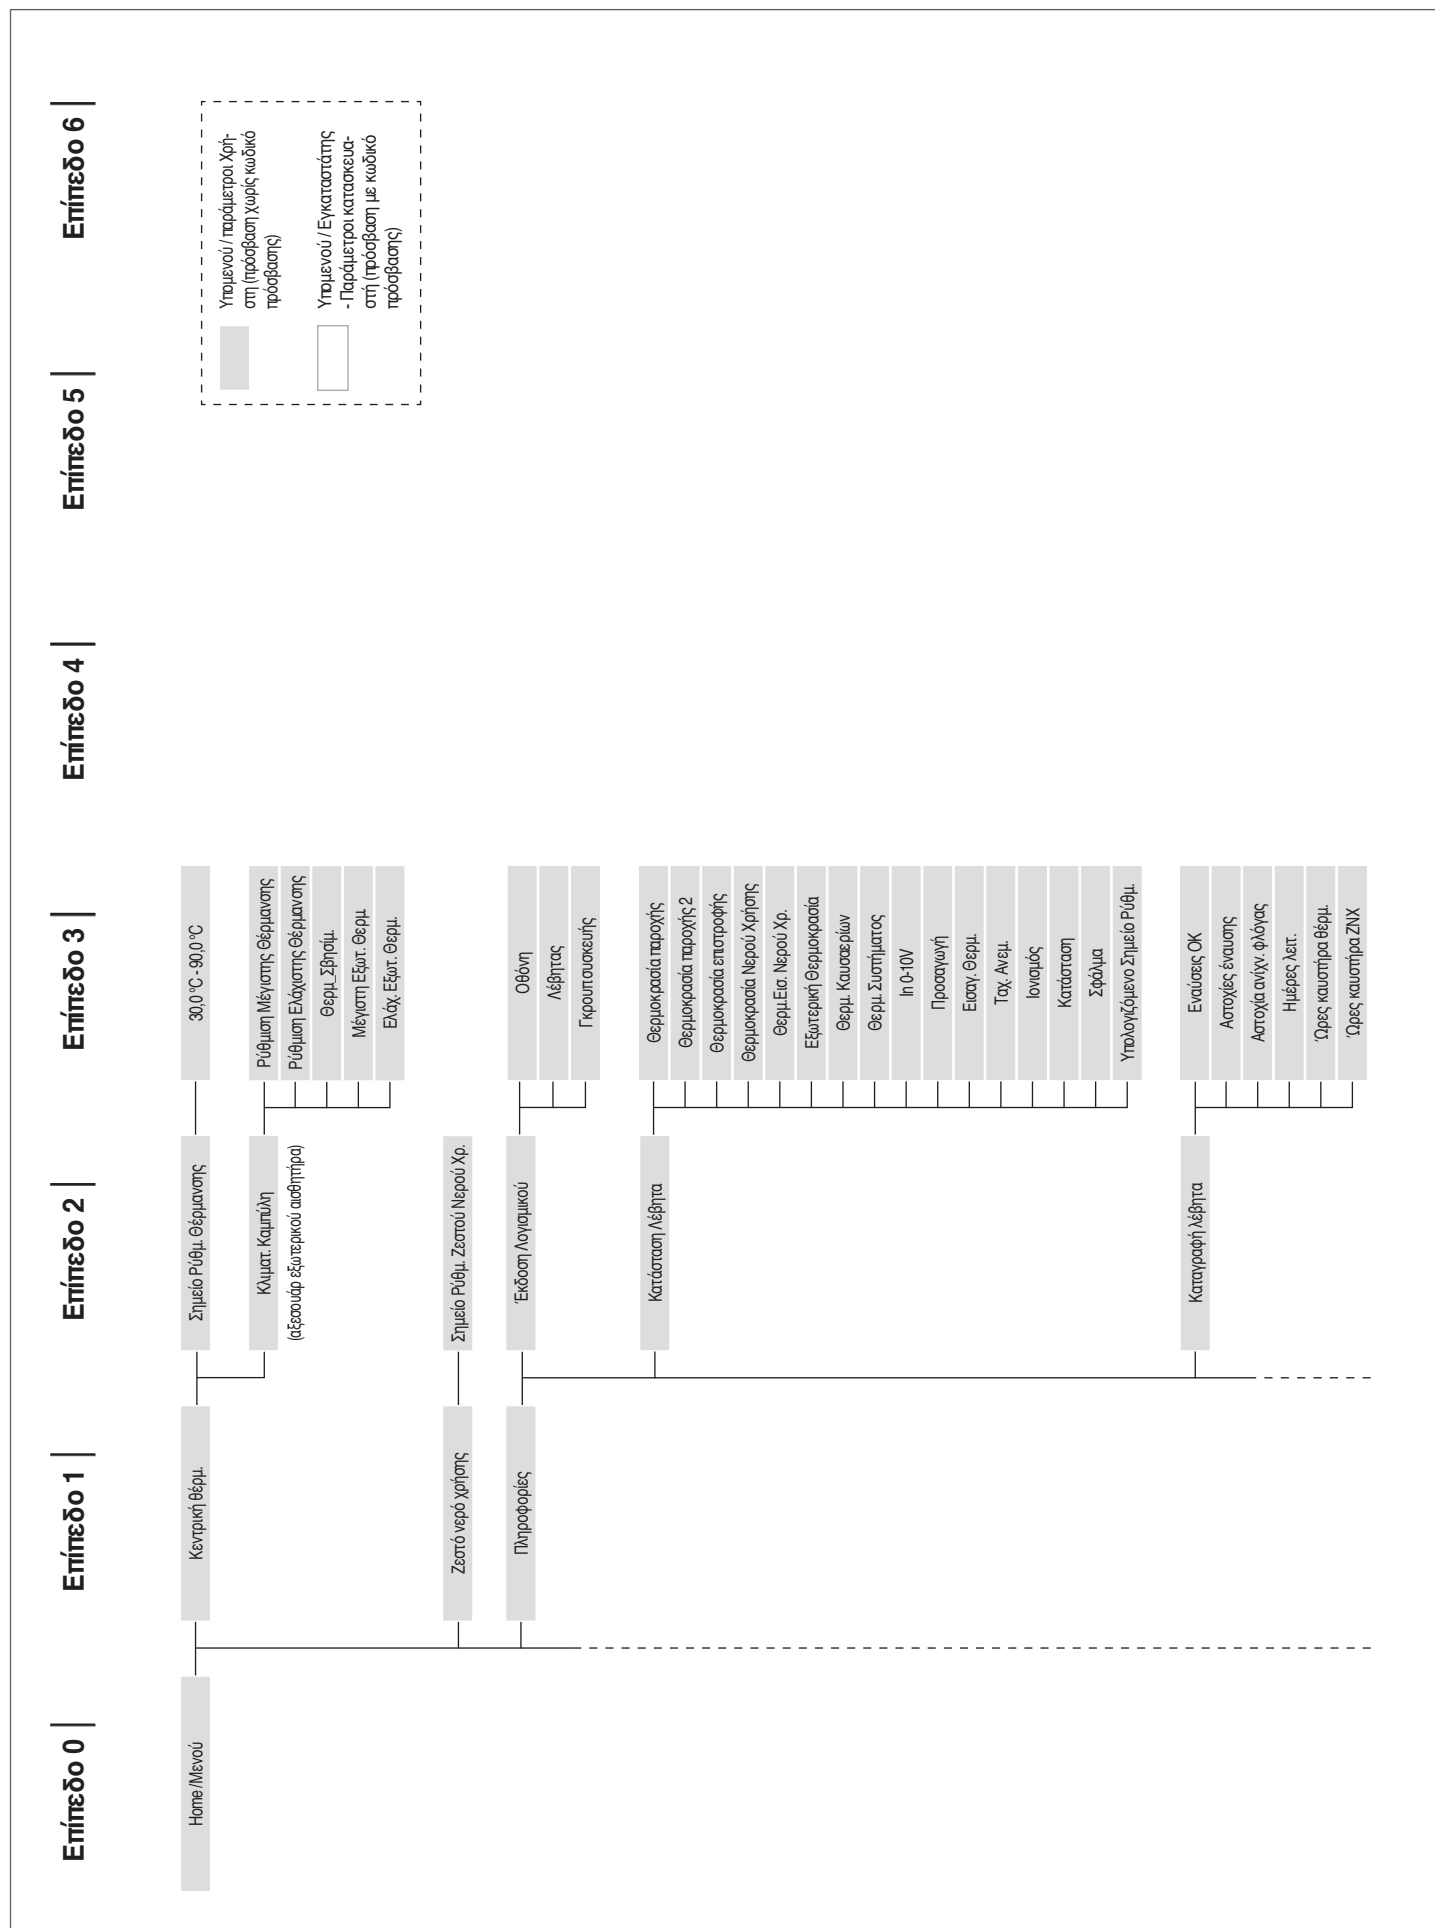 Επίπεδο 0
Επίπεδο 1
Επίπεδο 2
Επίπεδο 3
Επίπεδο 4
Επίπεδο 5
Επίπεδο 6
Home /Μενού
Κεντρική θέρμ.
Σημείο Ρύθμ. Θέρμανσης
30,0 °C - 90,0 °C
Κλιματ. Καμπύλη
(αξεσουάρ εξωτερικού αισθητήρα)
Ρύθμιση Μέγιστης Θέρμανσης
Ρύθμιση Ελάχιστης Θέρμανσης
Θερμ_Σβησίμ.
Μέγιστη Εξωτ. Θερμ.
Ελάχ. Εξωτ. Θερμ.
Ζεστό νερό χρήσης
Σημείο Ρύθμ. Ζεστού Νερού Χρ.
Πληροφορίες
Έκδοση Λογισμικού
Οθόνη
Λέβητας
Γκρουπ συσκευής
Κατάσταση Λέβητα
Θερμοκρασία παροχής
Θερμοκρασία παροχής 2
Θερμοκρασία επιστροφής
Θερμοκρασία Νερού Χρήσης
Θερμ.Εισ. Νερού Χρ.
Εξωτερική Θερμοκρασία
Θερμ. Καυσαερίων
Θερμ. Συστήματος
In 0-10V
Προσαγωγή
Εισαγ. Θερμ.
Ταχ. Ανεμ.
Ιονισμός
Κατάσταση
Σφάλμα
Υπολογιζόμενο Σημείο Ρύθμ.
Καταγραφή λέβητα
Εναύσεις OK
Αστοχίες έναυσης
Αστοχία ανίχν. φλόγας
Ημέρες λειτ.
Ώρες καυστήρα θέρμ.
Ώρες καυστήρα ΖΝΧ
Υπομενού / παράμετροι Χρή-
στη (πρόσβαση χωρίς κωδικό
πρόσβασης)
Υπομενού / Εγκαταστάτης
- Παράμετροι κατασκευα-
στή (πρόσβαση με κωδικό
πρόσβασης)